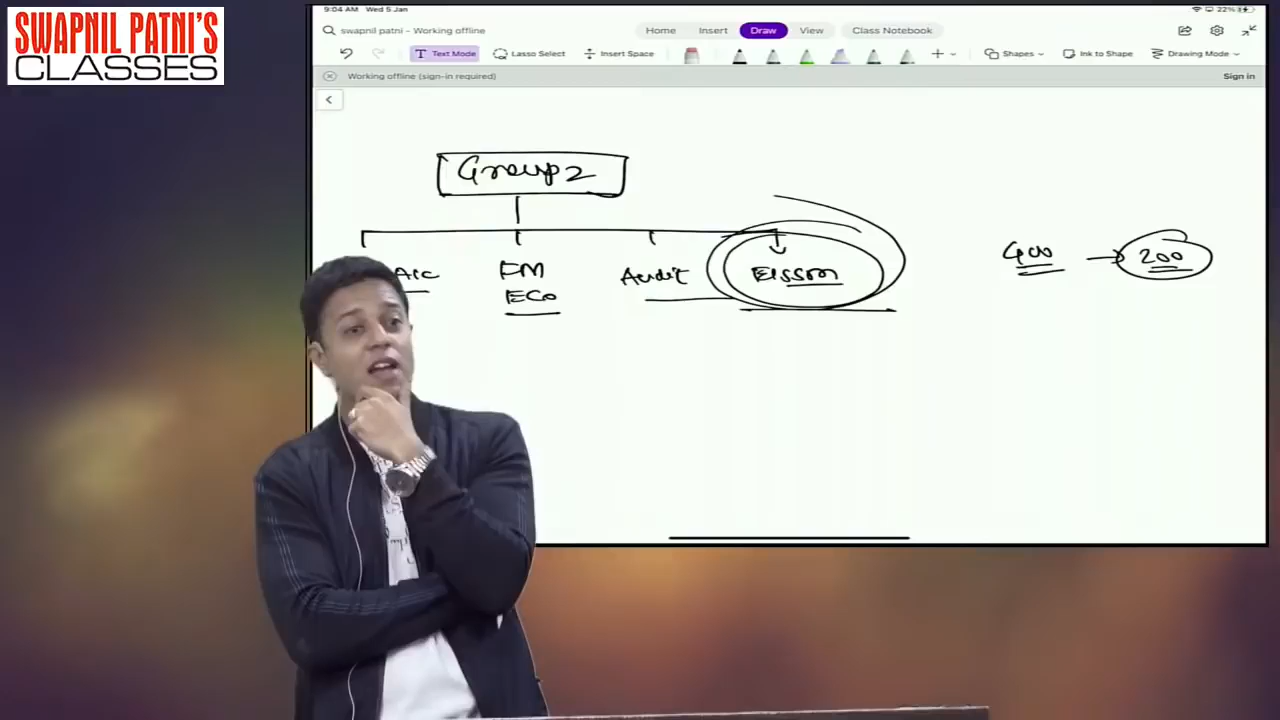 SWAPNIL PATNI'S
CLASSES
9:04 AM Wed 5 Jan
22%
swapnil patni – Working offline
Home Insert Draw View Class Notebook
Text Mode Lasso Select Insert Space Shapes Ink to Shape Drawing Mode
Working offline (sign-in required) Sign in
Group 2
A/c FM Audit EISSM
ECO
400 → 200